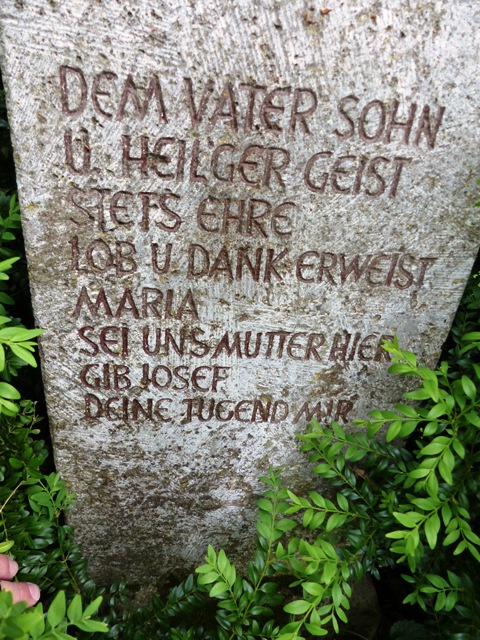 DEM VATER SOHN
U. HEILGER GEIST
STETS EHRE
LOB U DANK ERWEIST
MARIA
SEI UNS MUTTER HIER
GIB JOSEF
DEINE TUGEND MIR